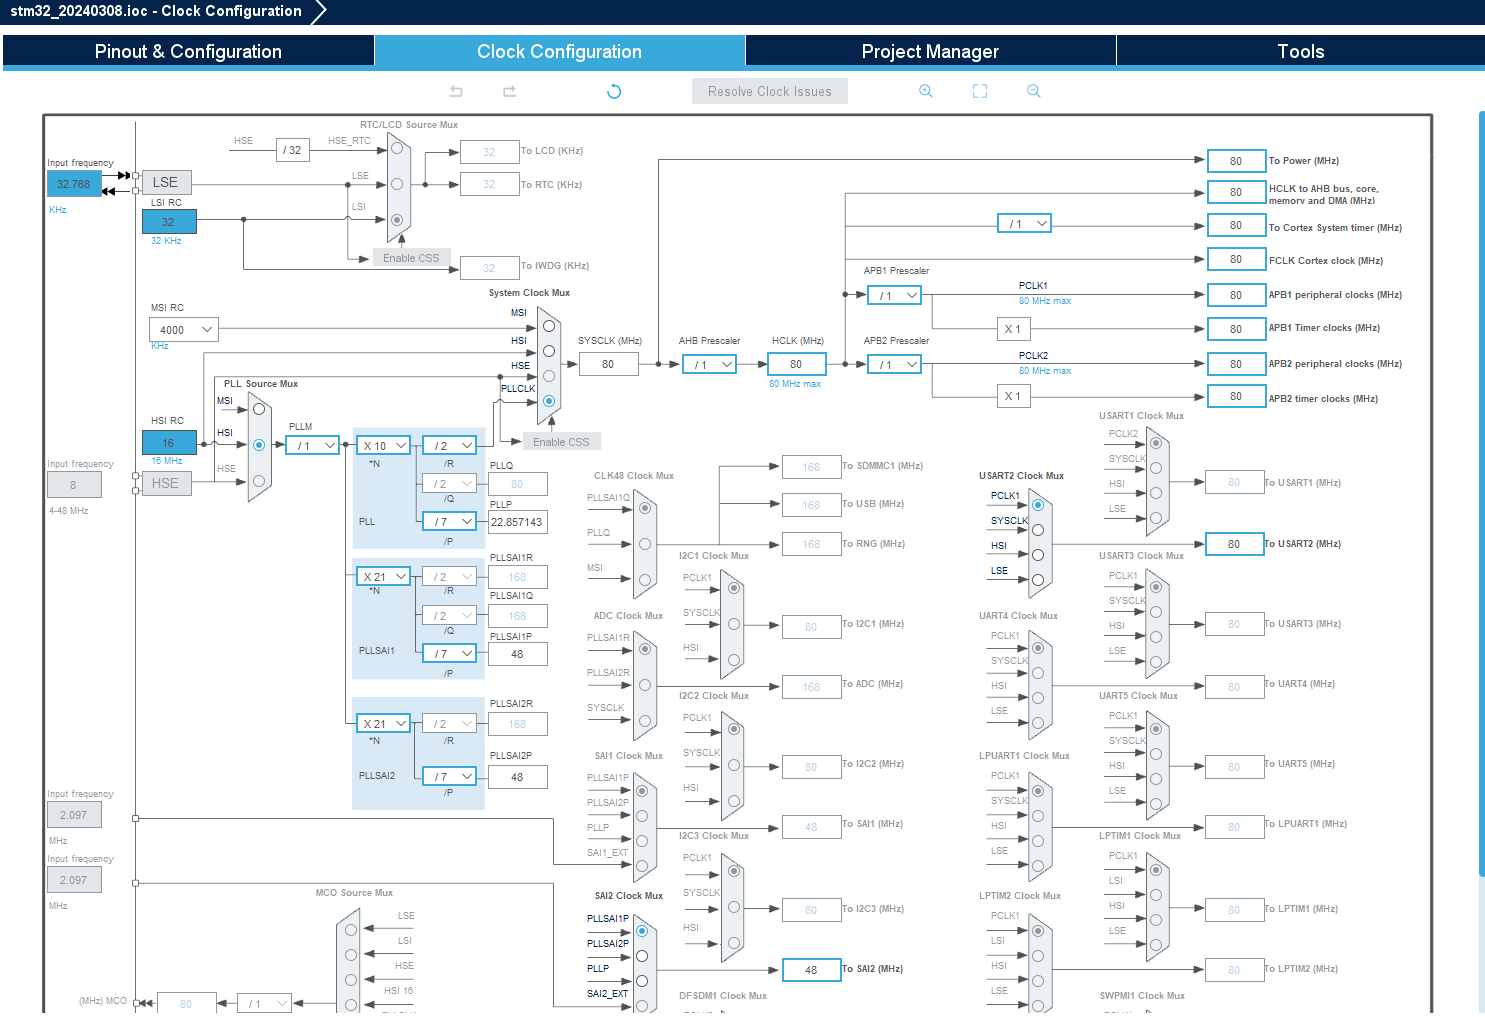 stm32_20240308.ioc - Clock Configuration
Pinout & Configuration
Clock Configuration
Project Manager
Tools
Resolve Clock Issues
RTC/LCD Source Mux
HSE
/ 32
HSE_RTC
32
To LCD (KHz)
Input frequency
32.768
KHz
LSE
LSE
32
To RTC (KHz)
LSI RC
32
32 KHz
LSI
Enable CSS
32
To IWDG (KHz)
80
To Power (MHz)
80
HCLK to AHB bus, core,
memory and DMA (MHz)
/ 1
80
To Cortex System timer (MHz)
80
FCLK Cortex clock (MHz)
System Clock Mux
MSI RC
4000
KHz
MSI
HSI
HSE
PLLCLK
SYSCLK (MHz)
80
AHB Prescaler
/ 1
HCLK (MHz)
80
80 MHz max
APB1 Prescaler
/ 1
PCLK1
80 MHz max
80
APB1 peripheral clocks (MHz)
X 1
80
APB1 Timer clocks (MHz)
APB2 Prescaler
/ 1
PCLK2
80 MHz max
80
APB2 peripheral clocks (MHz)
X 1
80
APB2 timer clocks (MHz)
Enable CSS
PLL Source Mux
MSI
HSI
HSE
HSI RC
16
16 MHz
Input frequency
8
4-48 MHz
HSE
PLLM
/ 1
X 10
*N
/ 2
/R
PLLQ
/ 2
80
/Q
PLLP
PLL
/ 7
22.857143
/P
PLLSAI1R
X 21
*N
/ 2
168
/R
PLLSAI1Q
/ 2
168
/Q
PLLSAI1P
PLLSAI1
/ 7
48
/P
PLLSAI2R
X 21
*N
/ 2
168
/R
PLLSAI2P
PLLSAI2
/ 7
48
/P
CLK48 Clock Mux
PLLSAI1Q
PLLQ
MSI
168
To SDMMC1 (MHz)
168
To USB (MHz)
168
To RNG (MHz)
ADC Clock Mux
PLLSAI1R
PLLSAI2R
SYSCLK
168
To ADC (MHz)
SAI1 Clock Mux
PLLSAI1P
PLLSAI2P
PLLP
SAI1_EXT
48
To SAI1 (MHz)
SAI2 Clock Mux
PLLSAI1P
PLLSAI2P
PLLP
SAI2_EXT
48
To SAI2 (MHz)
I2C1 Clock Mux
PCLK1
SYSCLK
HSI
80
To I2C1 (MHz)
I2C2 Clock Mux
PCLK1
SYSCLK
HSI
80
To I2C2 (MHz)
I2C3 Clock Mux
PCLK1
SYSCLK
HSI
80
To I2C3 (MHz)
DFSDM1 Clock Mux
USART1 Clock Mux
PCLK2
SYSCLK
HSI
LSE
80
To USART1 (MHz)
USART2 Clock Mux
PCLK1
SYSCLK
HSI
LSE
80
To USART2 (MHz)
USART3 Clock Mux
PCLK1
SYSCLK
HSI
LSE
80
To USART3 (MHz)
UART4 Clock Mux
PCLK1
SYSCLK
HSI
LSE
80
To UART4 (MHz)
UART5 Clock Mux
PCLK1
SYSCLK
HSI
LSE
80
To UART5 (MHz)
LPUART1 Clock Mux
PCLK1
SYSCLK
HSI
LSE
80
To LPUART1 (MHz)
LPTIM1 Clock Mux
PCLK1
LSI
HSI
LSE
80
To LPTIM1 (MHz)
LPTIM2 Clock Mux
PCLK1
LSI
HSI
LSE
80
To LPTIM2 (MHz)
SWPMI1 Clock Mux
Input frequency
2.097
MHz
Input frequency
2.097
MHz
MCO Source Mux
LSE
LSI
HSE
HSI 16
(MHz) MCO
80
/ 1